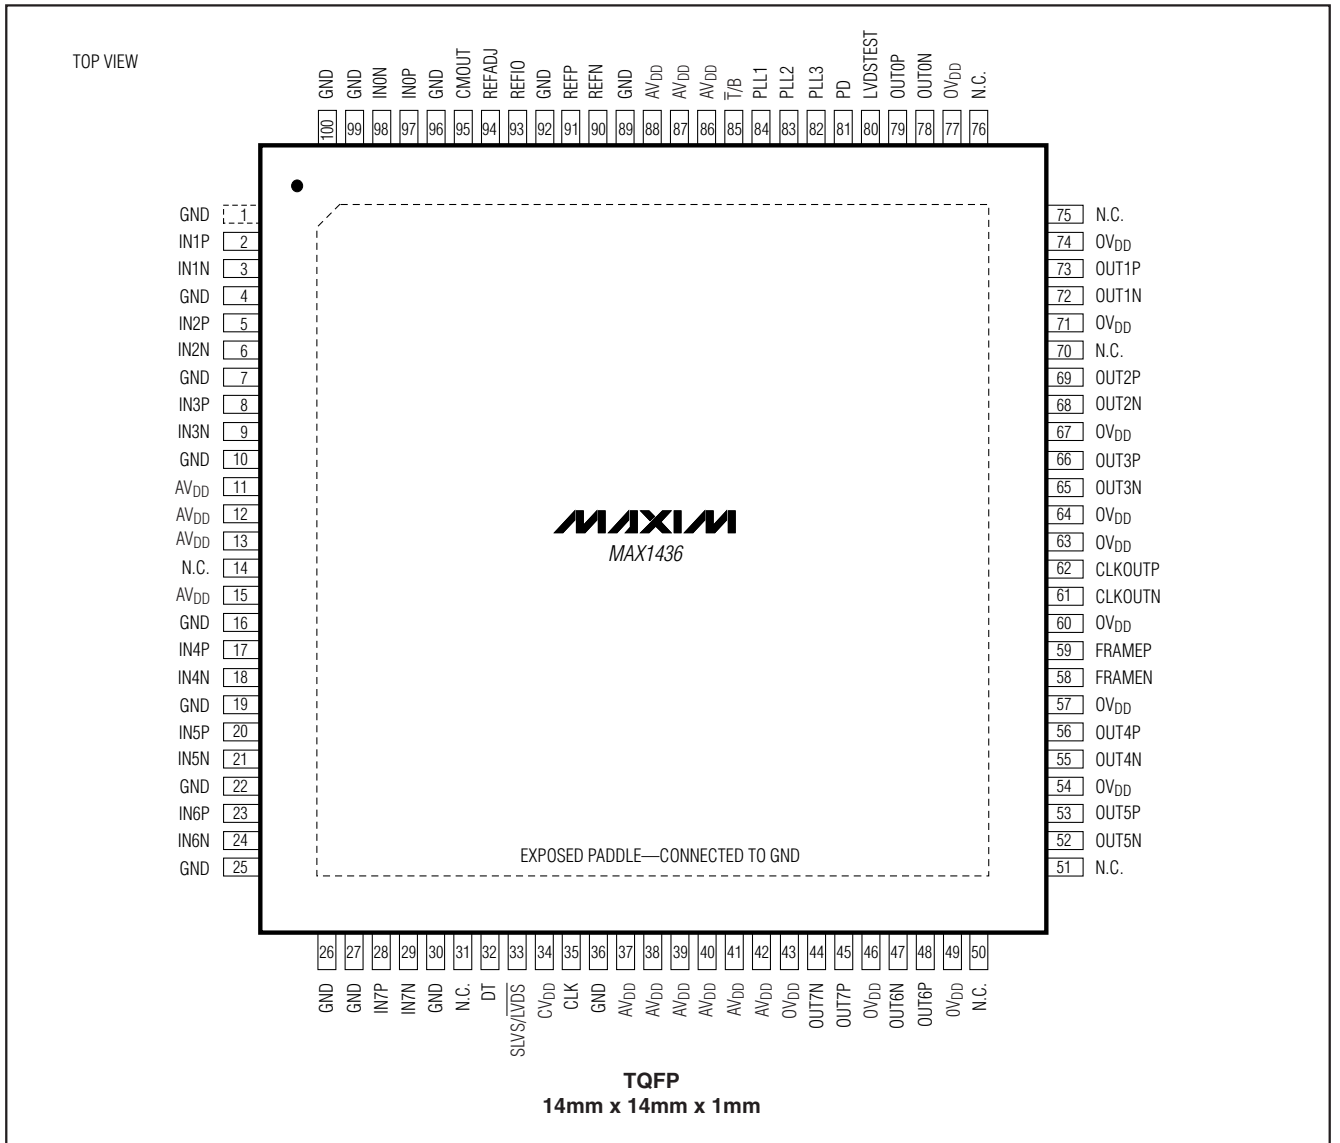 TOP VIEW
GND GND IN0N IN0P GND CMOUT REFADJ REFIO GND REFP REFN GND AVDD AVDD AVDD T̅/B PLL1 PLL2 PLL3 PD LVDSTEST OUT0P OUT0N OVDD N.C.
100 99 98 97 96 95 94 93 92 91 90 89 88 87 86 85 84 83 82 81 80 79 78 77 76
GND 1 75 N.C.
IN1P 2 74 OVDD
IN1N 3 73 OUT1P
GND 4 72 OUT1N
IN2P 5 71 OVDD
IN2N 6 70 N.C.
GND 7 69 OUT2P
IN3P 8 68 OUT2N
IN3N 9 67 OVDD
GND 10 66 OUT3P
AVDD 11 65 OUT3N
AVDD 12 64 OVDD
AVDD 13 63 OVDD
N.C. 14 62 CLKOUTP
AVDD 15 61 CLKOUTN
GND 16 60 OVDD
IN4P 17 59 FRAMEP
IN4N 18 58 FRAMEN
GND 19 57 OVDD
IN5P 20 56 OUT4P
IN5N 21 55 OUT4N
GND 22 54 OVDD
IN6P 23 53 OUT5P
IN6N 24 52 OUT5N
GND 25 51 N.C.
MAXIM
MAX1436
EXPOSED PADDLE—CONNECTED TO GND
26 27 28 29 30 31 32 33 34 35 36 37 38 39 40 41 42 43 44 45 46 47 48 49 50
GND GND IN7P IN7N GND N.C. DT SLVS/L̅V̅D̅S̅ CVDD CLK GND AVDD AVDD AVDD AVDD AVDD AVDD OVDD OUT7N OUT7P OVDD OUT6N OUT6P OVDD N.C.
TQFP
14mm x 14mm x 1mm